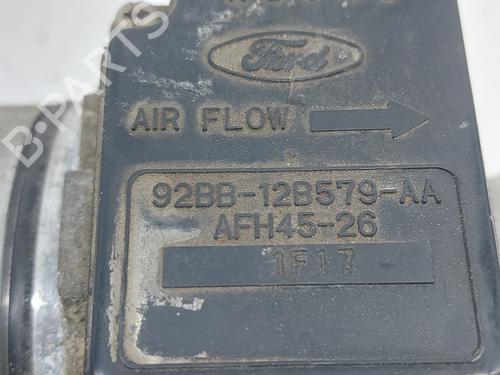 Ford
AIR FLOW
92BB-12B579-AA
AFH45-26
1F17
B-PARTS